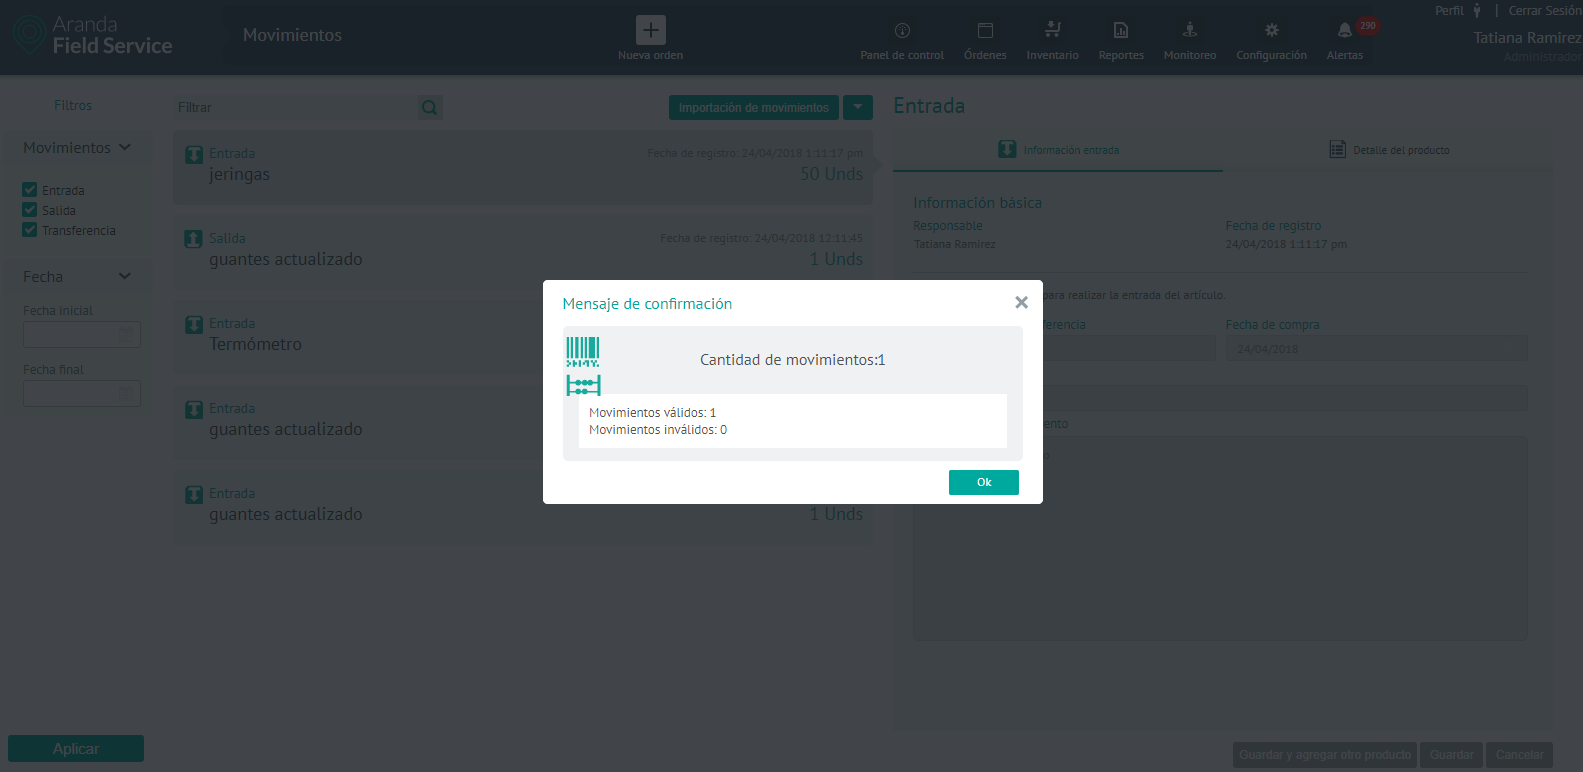 Aranda
Field Service
Movimientos
Nueva orden
Panel de control
Órdenes
Inventario
Reportes
Monitoreo
Configuración
Alertas
290
Perfil
|
Cerrar Sesión
Tatiana Ramirez
Administrador
Filtros
Movimientos
Entrada
Salida
Transferencia
Fecha
Fecha inicial
Fecha final
Aplicar
Filtrar
Importación de movimientos
Entrada
Fecha de registro: 24/04/2018 1:11:17 pm
jeringas
50 Unds
Salida
Fecha de registro: 24/04/2018 12:11:45
guantes actualizado
1 Unds
Entrada
Termómetro
Entrada
guantes actualizado
Entrada
guantes actualizado
1 Unds
Entrada
Información entrada
Detalle del producto
Información básica
Responsable
Fecha de registro
Tatiana Ramirez
24/04/2018 1:11:17 pm
para realizar la entrada del artículo.
ferencia
Fecha de compra
24/04/2018
ento
o
Guardar y agregar otro producto
Guardar
Cancelar
Mensaje de confirmación
Cantidad de movimientos:1
Movimientos válidos: 1
Movimientos inválidos: 0
Ok